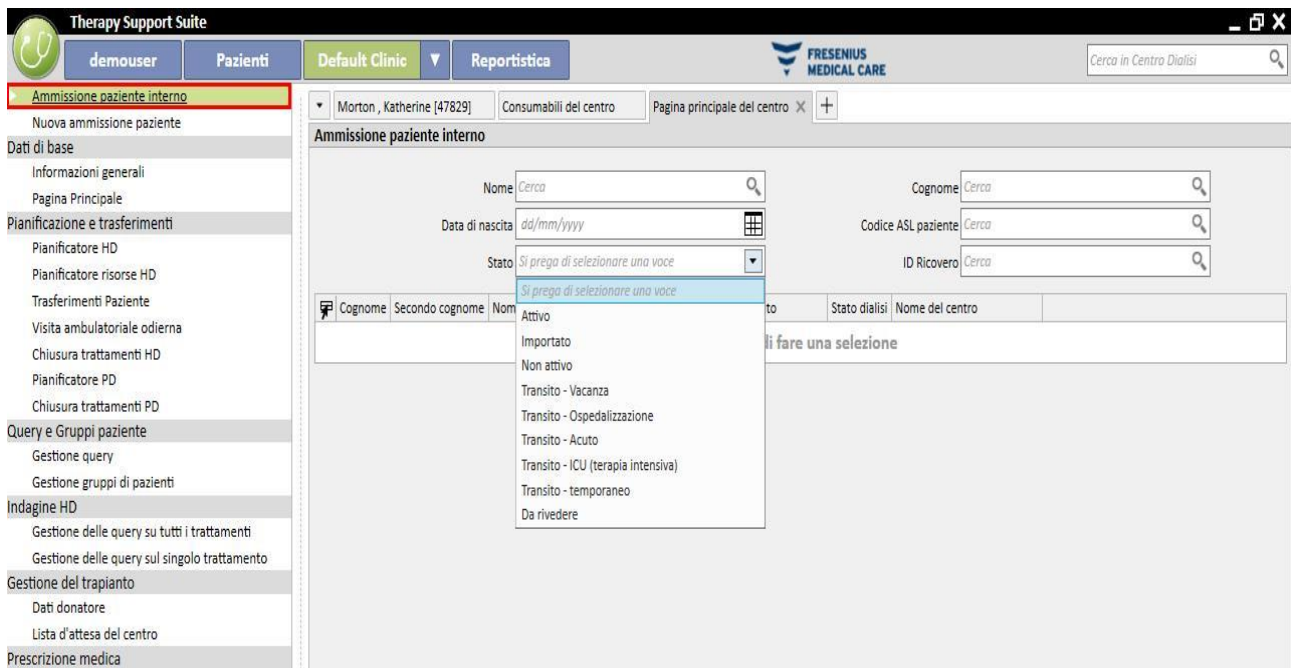 Therapy Support Suite
demouser Pazienti Default Clinic Reportistica FRESENIUS MEDICAL CARE Cerca in Centro Dialisi
Ammissione paziente interno
Nuova ammissione paziente
Dati di base
Informazioni generali
Pagina Principale
Pianificazione e trasferimenti
Pianificatore HD
Pianificatore risorse HD
Trasferimenti Paziente
Visita ambulatoriale odierna
Chiusura trattamenti HD
Pianificatore PD
Chiusura trattamenti PD
Query e Gruppi paziente
Gestione query
Gestione gruppi di pazienti
Indagine HD
Gestione delle query su tutti i trattamenti
Gestione delle query sul singolo trattamento
Gestione del trapianto
Dati donatore
Lista d'attesa del centro
Prescrizione medica
Morton , Katherine [47829] Consumabili del centro Pagina principale del centro
Ammissione paziente interno
Nome Cerca Cognome Cerca
Data di nascita dd/mm/yyyy Codice ASL paziente Cerca
Stato Si prega di selezionare una voce ID Ricovero Cerca
Si prega di selezionare una voce
Attivo
Importato
Non attivo
Transito - Vacanza
Transito - Ospedalizzazione
Transito - Acuto
Transito - ICU (terapia intensiva)
Transito - temporaneo
Da rivedere
Cognome Secondo cognome Nom to Stato dialisi Nome del centro
di fare una selezione